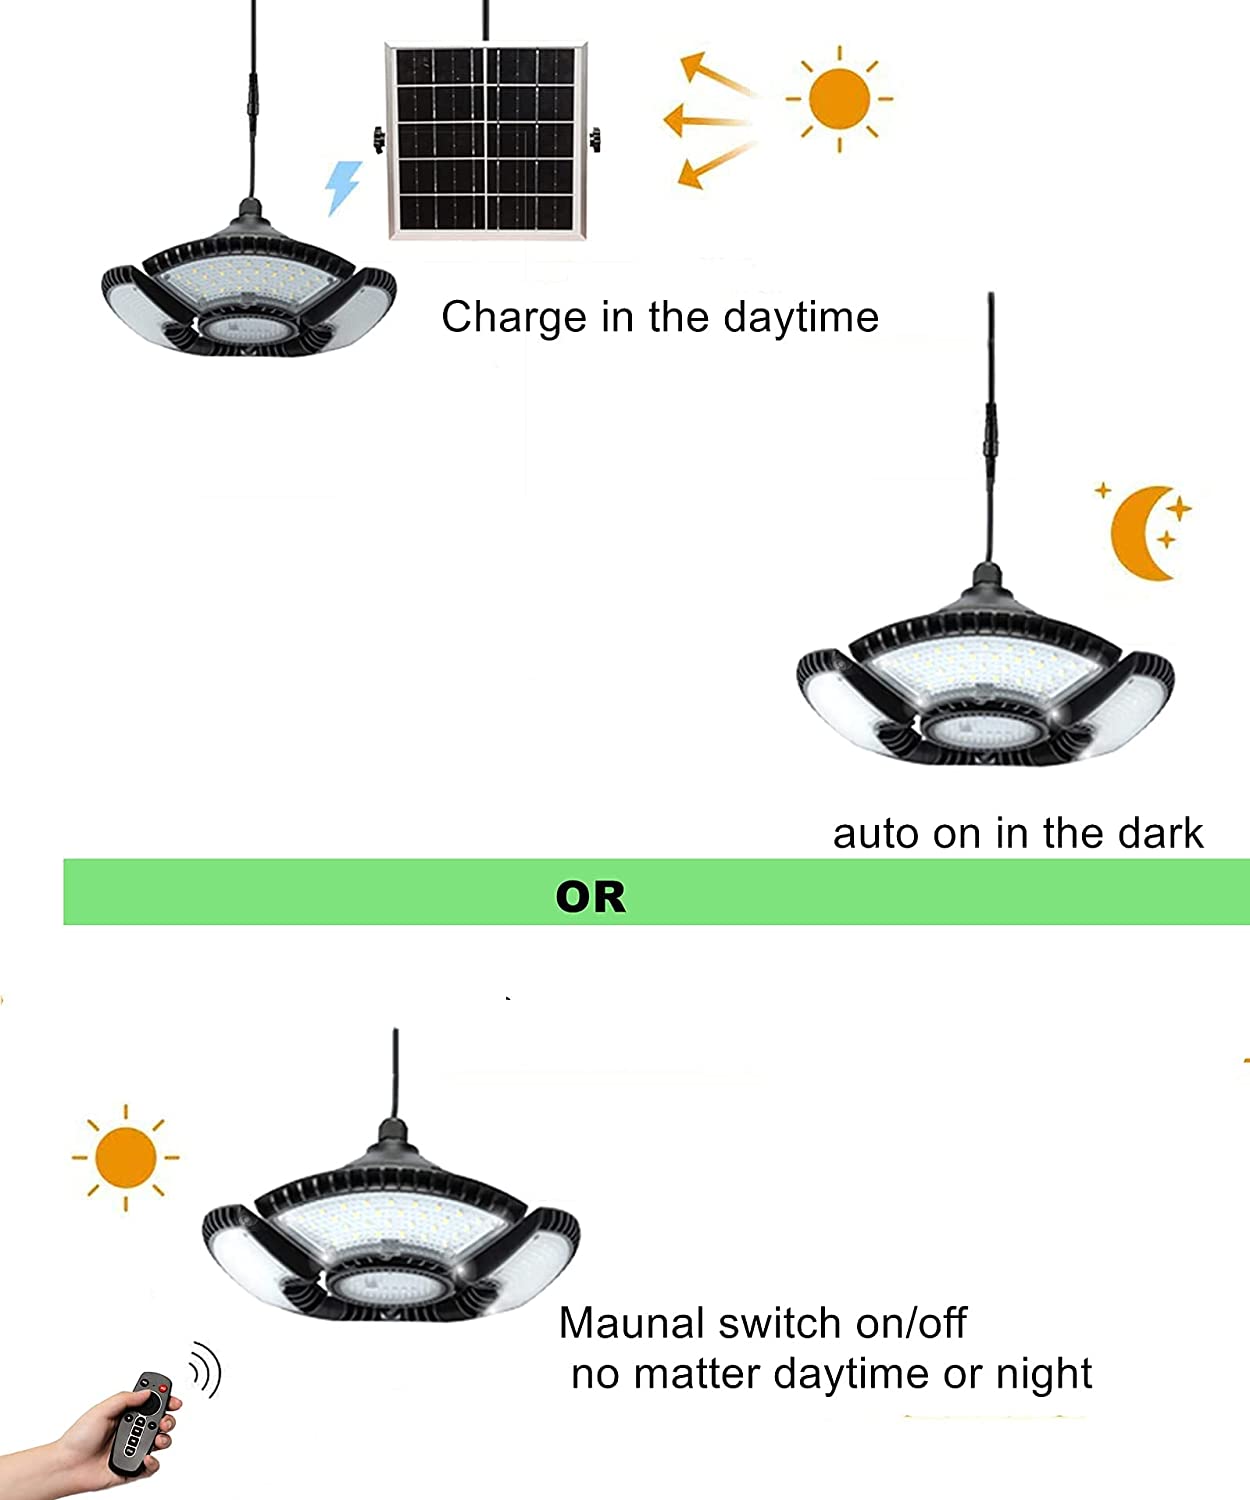 Charge in the daytime
auto on in the dark
OR
Maunal switch on/off
no matter daytime or night